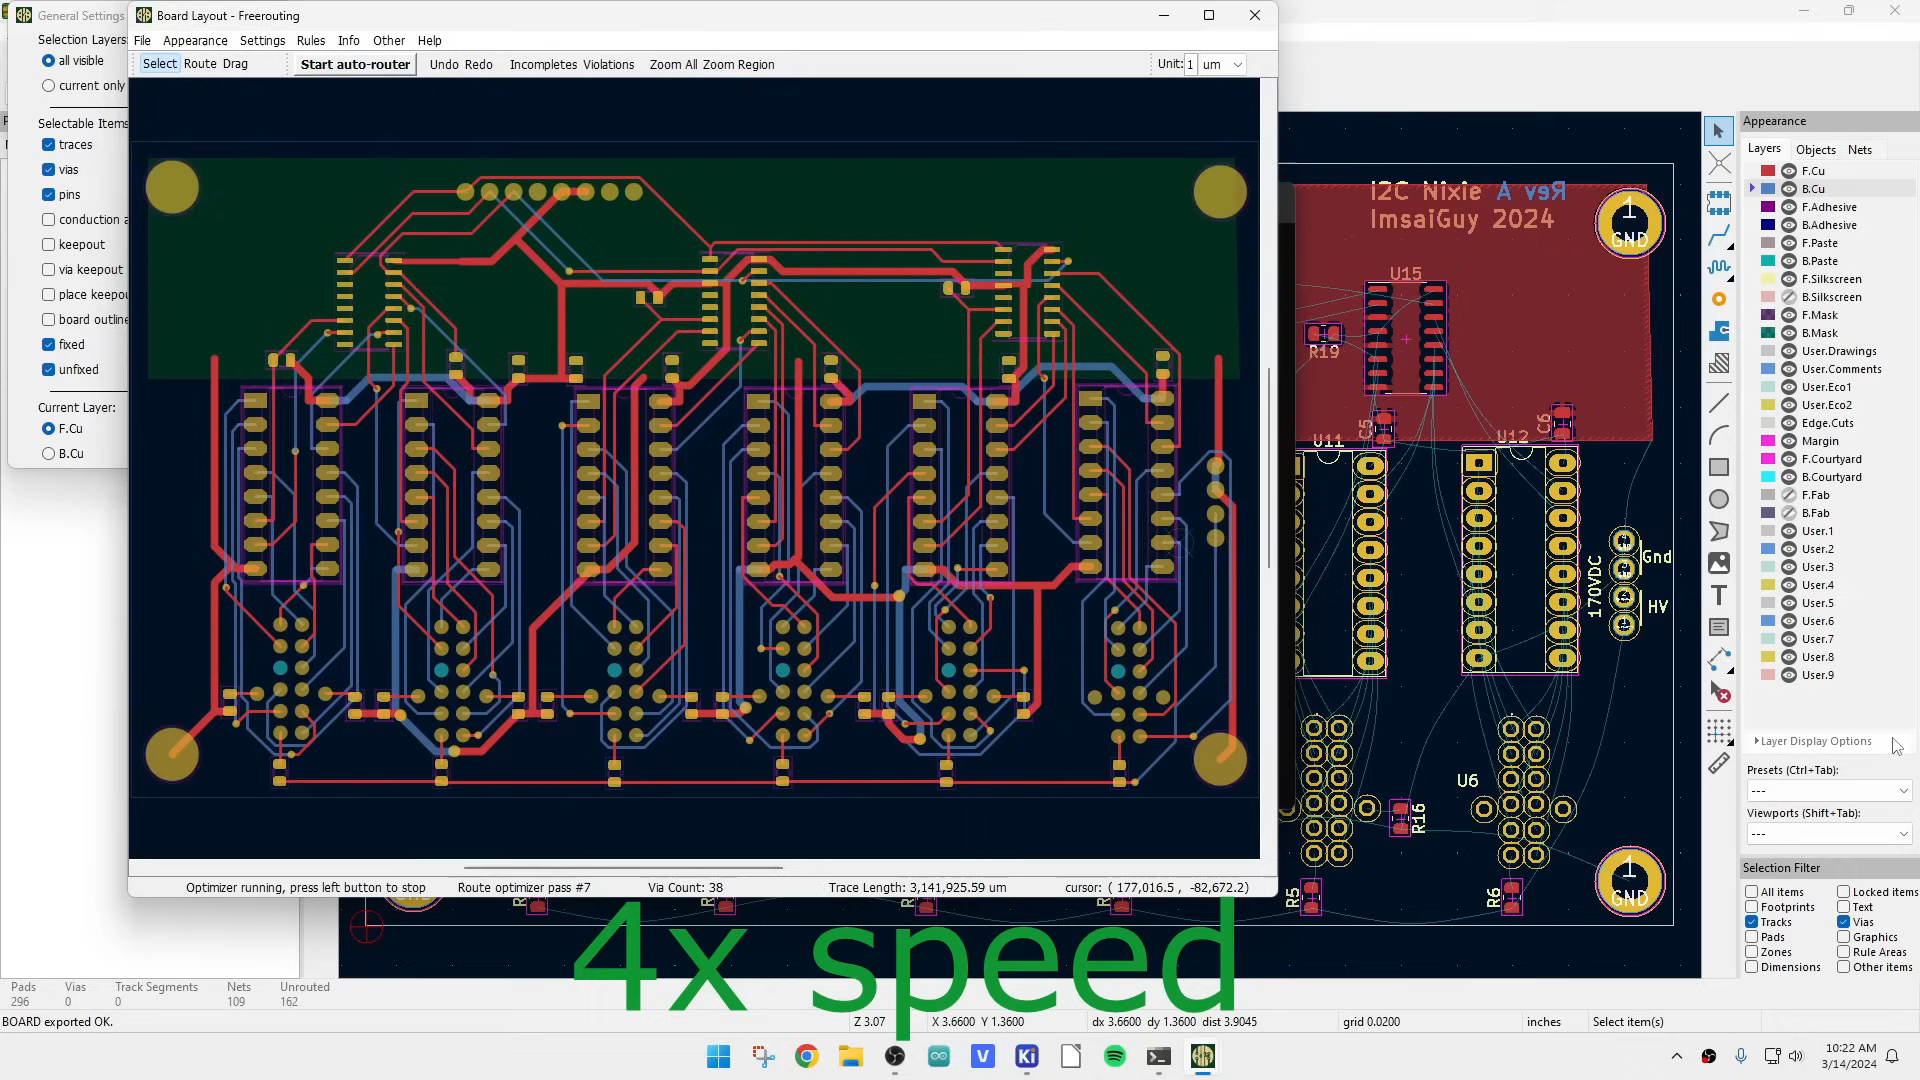 General Settings
Board Layout - Freerouting
File Appearance Settings Rules Info Other Help
Select Route Drag
Start auto-router
Undo Redo
Incompletes Violations
Zoom All Zoom Region
Unit: 1 um
Selection Layers:
all visible
current only
Selectable Items
traces
vias
pins
conduction a
keepout
via keepout
place keepou
board outline
fixed
unfixed
Current Layer:
F.Cu
B.Cu
Optimizer running, press left button to stop
Route optimizer pass #7
Via Count: 38
Trace Length: 3,141,925.59 um
cursor: ( 177,016.5 , -82,672.2)
I2C Nixie A Rev
ImsaiGuy 2024
1
GND
U15
R19
C5
C6
U11
U12
Gnd
170VDC
HV
U6
R16
R5
R6
1
GND
4x speed
Appearance
Layers Objects Nets
F.Cu
B.Cu
F.Adhesive
B.Adhesive
F.Paste
B.Paste
F.Silkscreen
B.Silkscreen
F.Mask
B.Mask
User.Drawings
User.Comments
User.Eco1
User.Eco2
Edge.Cuts
Margin
F.Courtyard
B.Courtyard
F.Fab
B.Fab
User.1
User.2
User.3
User.4
User.5
User.6
User.7
User.8
User.9
Layer Display Options
Presets (Ctrl+Tab):
---
Viewports (Shift+Tab):
---
Selection Filter
All items Locked items
Footprints Text
Tracks Vias
Pads Graphics
Zones Rule Areas
Dimensions Other items
Pads Vias Track Segments Nets Unrouted
296 0 0 109 162
BOARD exported OK.
Z 3.07
X 3.6600 Y 1.3600
dx 3.6600 dy 1.3600 dist 3.9045
grid 0.0200
inches
Select item(s)
10:22 AM
3/14/2024